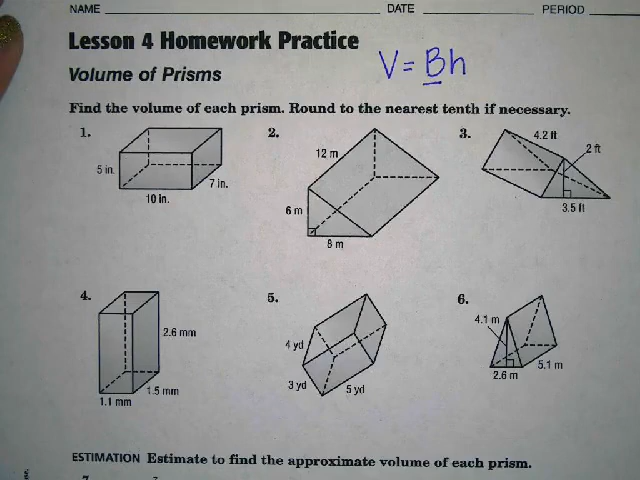 NAME DATE PERIOD
Lesson 4 Homework Practice
V = Bh
Volume of Prisms
Find the volume of each prism. Round to the nearest tenth if necessary.
1.
5 in.
7 in.
10 in.
2.
12 m
6 m
8 m
3.
4.2 ft
2 ft
3.5 ft
4.
2.6 mm
1.5 mm
1.1 mm
5.
4 yd
3 yd
5 yd
6.
4.1 m
5.1 m
2.6 m
ESTIMATION Estimate to find the approximate volume of each prism.